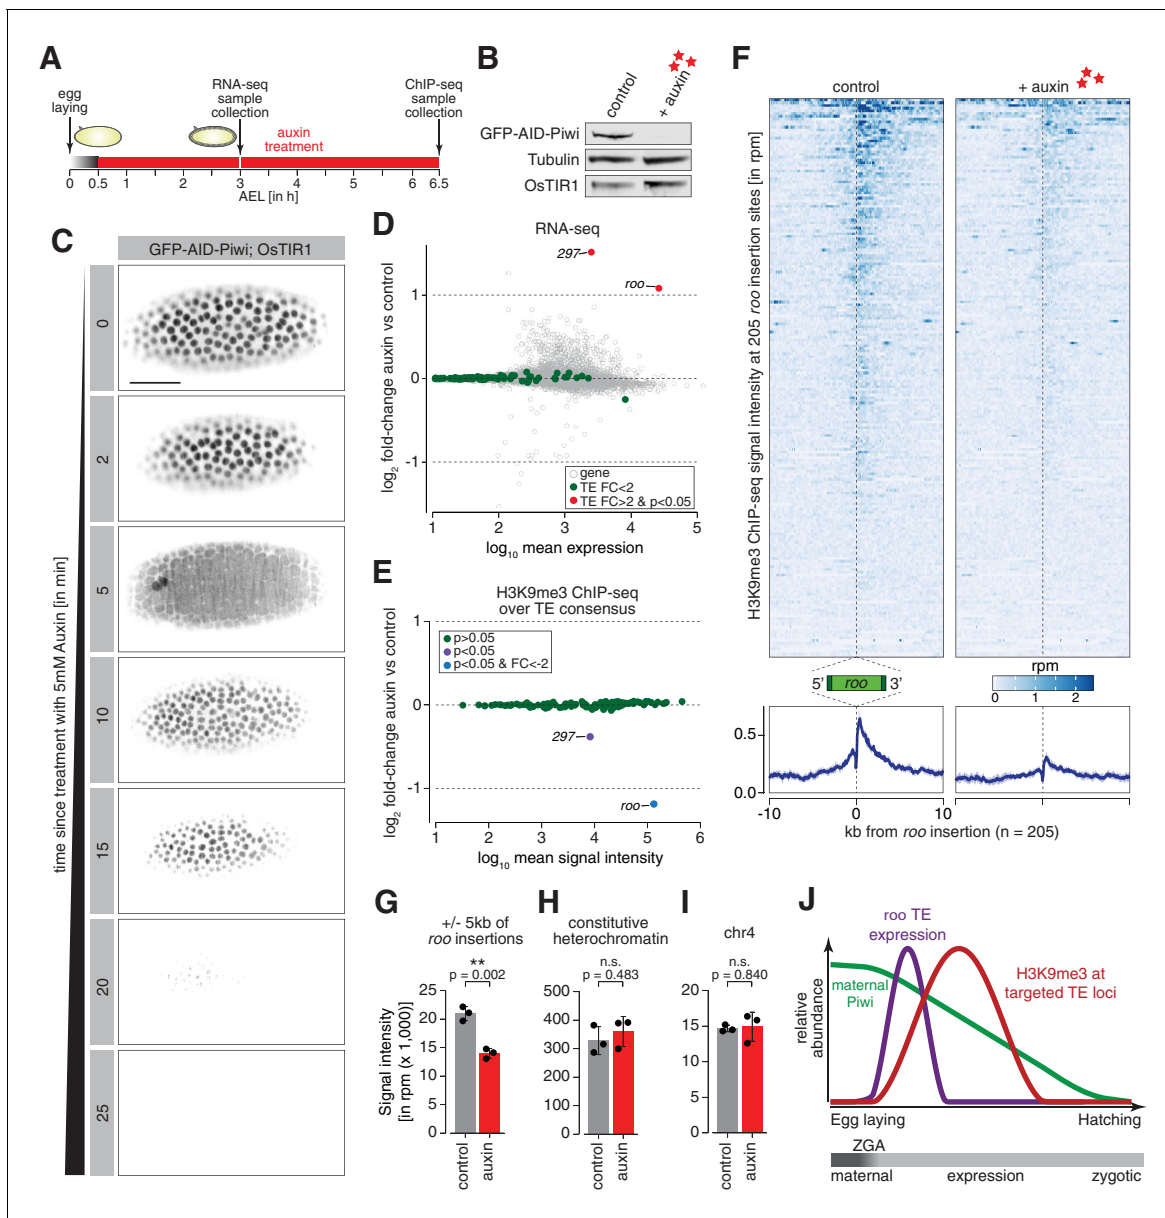 A
egg
laying
RNA-seq
sample
collection
ChIP-seq
sample
collection
auxin
treatment
0 0.5 1 2 3 4 5 6 6.5
AEL [in h]
B
control
+ auxin
GFP-AID-Piwi
Tubulin
OsTIR1
C
GFP-AID-Piwi; OsTIR1
time since treatment with 5mM Auxin [in min]
0
2
5
10
15
20
25
D
RNA-seq
log2 fold-change auxin vs control
297
roo
1
0
-1
gene
TE FC<2
TE FC>2 & p<0.05
1 2 3 4 5
log10 mean expression
E
H3K9me3 ChIP-seq
over TE consensus
log2 fold-change auxin vs control
1
0
-1
p>0.05
p<0.05
p<0.05 & FC<-2
297
roo
1 2 3 4 5 6
log10 mean signal intensity
F
control
+ auxin
H3K9me3 ChIP-seq signal intensity at 205 roo insertion sites [in rpm]
5' roo 3'
rpm
0 1 2
0.5
0.0
-10 0 10
kb from roo insertion (n = 205)
G
+/- 5kb of
roo insertions
**
p = 0.002
Signal intensity
[in rpm (x 1,000)]
25
20
15
10
5
0
control
auxin
H
constitutive
heterochromatin
n.s.
p = 0.483
500
400
300
200
100
0
control
auxin
I
chr4
n.s.
p = 0.840
20
15
10
5
0
control
auxin
J
roo TE
expression
maternal
Piwi
H3K9me3 at
targeted TE loci
relative
abundance
Egg laying
Hatching
ZGA
maternal
expression
zygotic